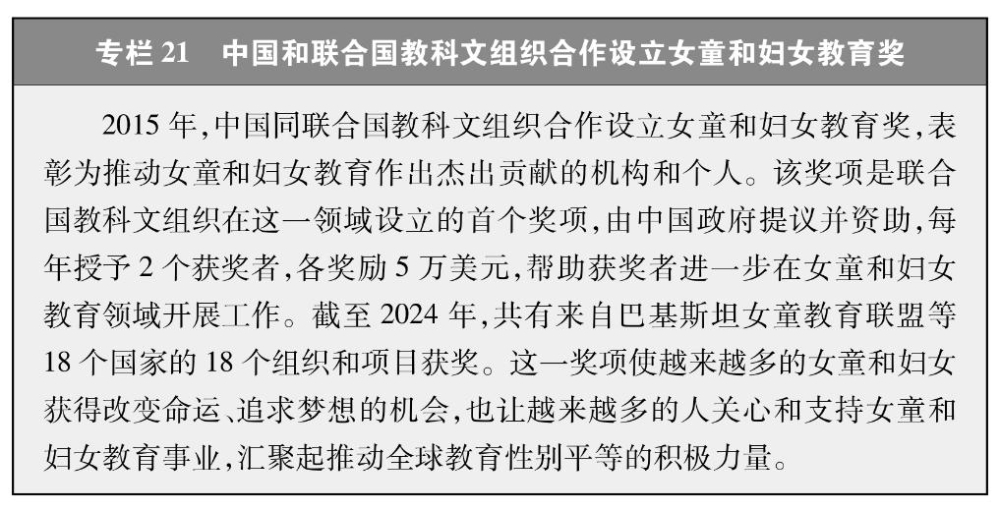 专栏 21　中国和联合国教科文组织合作设立女童和妇女教育奖
2015 年,中国同联合国教科文组织合作设立女童和妇女教育奖,表
彰为推动女童和妇女教育作出杰出贡献的机构和个人。该奖项是联合
国教科文组织在这一领域设立的首个奖项,由中国政府提议并资助,每
年授予 2 个获奖者,各奖励 5 万美元,帮助获奖者进一步在女童和妇女
教育领域开展工作。截至 2024 年,共有来自巴基斯坦女童教育联盟等
18 个国家的 18 个组织和项目获奖。这一奖项使越来越多的女童和妇女
获得改变命运、追求梦想的机会,也让越来越多的人关心和支持女童和
妇女教育事业,汇聚起推动全球教育性别平等的积极力量。